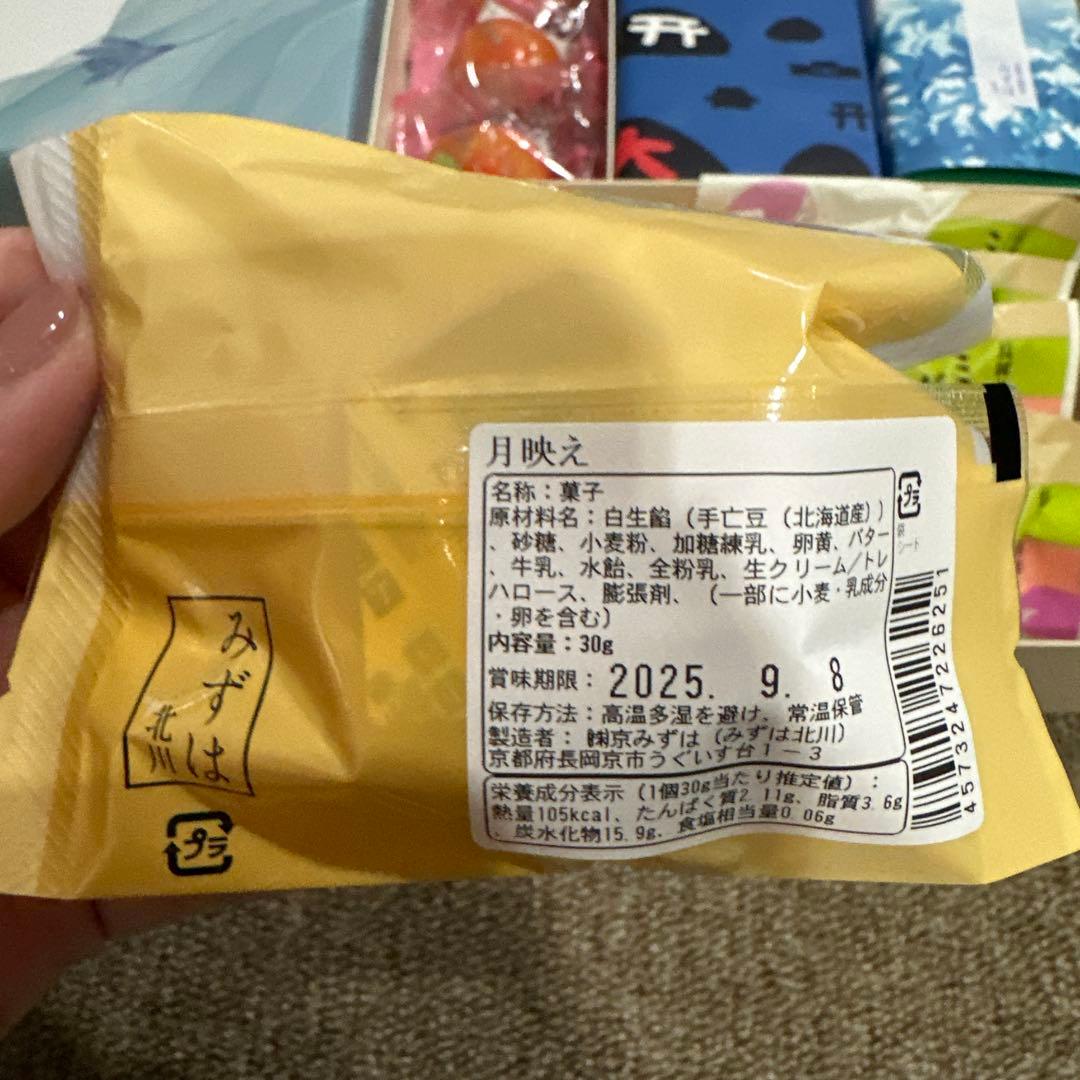 月映え
名称：菓子
原材料名：白生餡（手亡豆（北海道産））
、砂糖、小麦粉、加糖練乳、卵黄、バター
、牛乳、水飴、全粉乳、生クリーム／トレ
ハロース、膨張剤、（一部に小麦・乳成分
・卵を含む）
内容量：30g
賞味期限：2025. 9. 8
保存方法：高温多湿を避け、常温保管
製造者：㈱京みずは（みずは北川）
京都府長岡京市うぐいす台１－３
栄養成分表示（1個30g当たり推定値）：
熱量105kcal、たんぱく質2.11g、脂質3.6g
、炭水化物15.9g、食塩相当量0.06g
プラ
袋
シート
4573247226251
みずは
北川
プラ